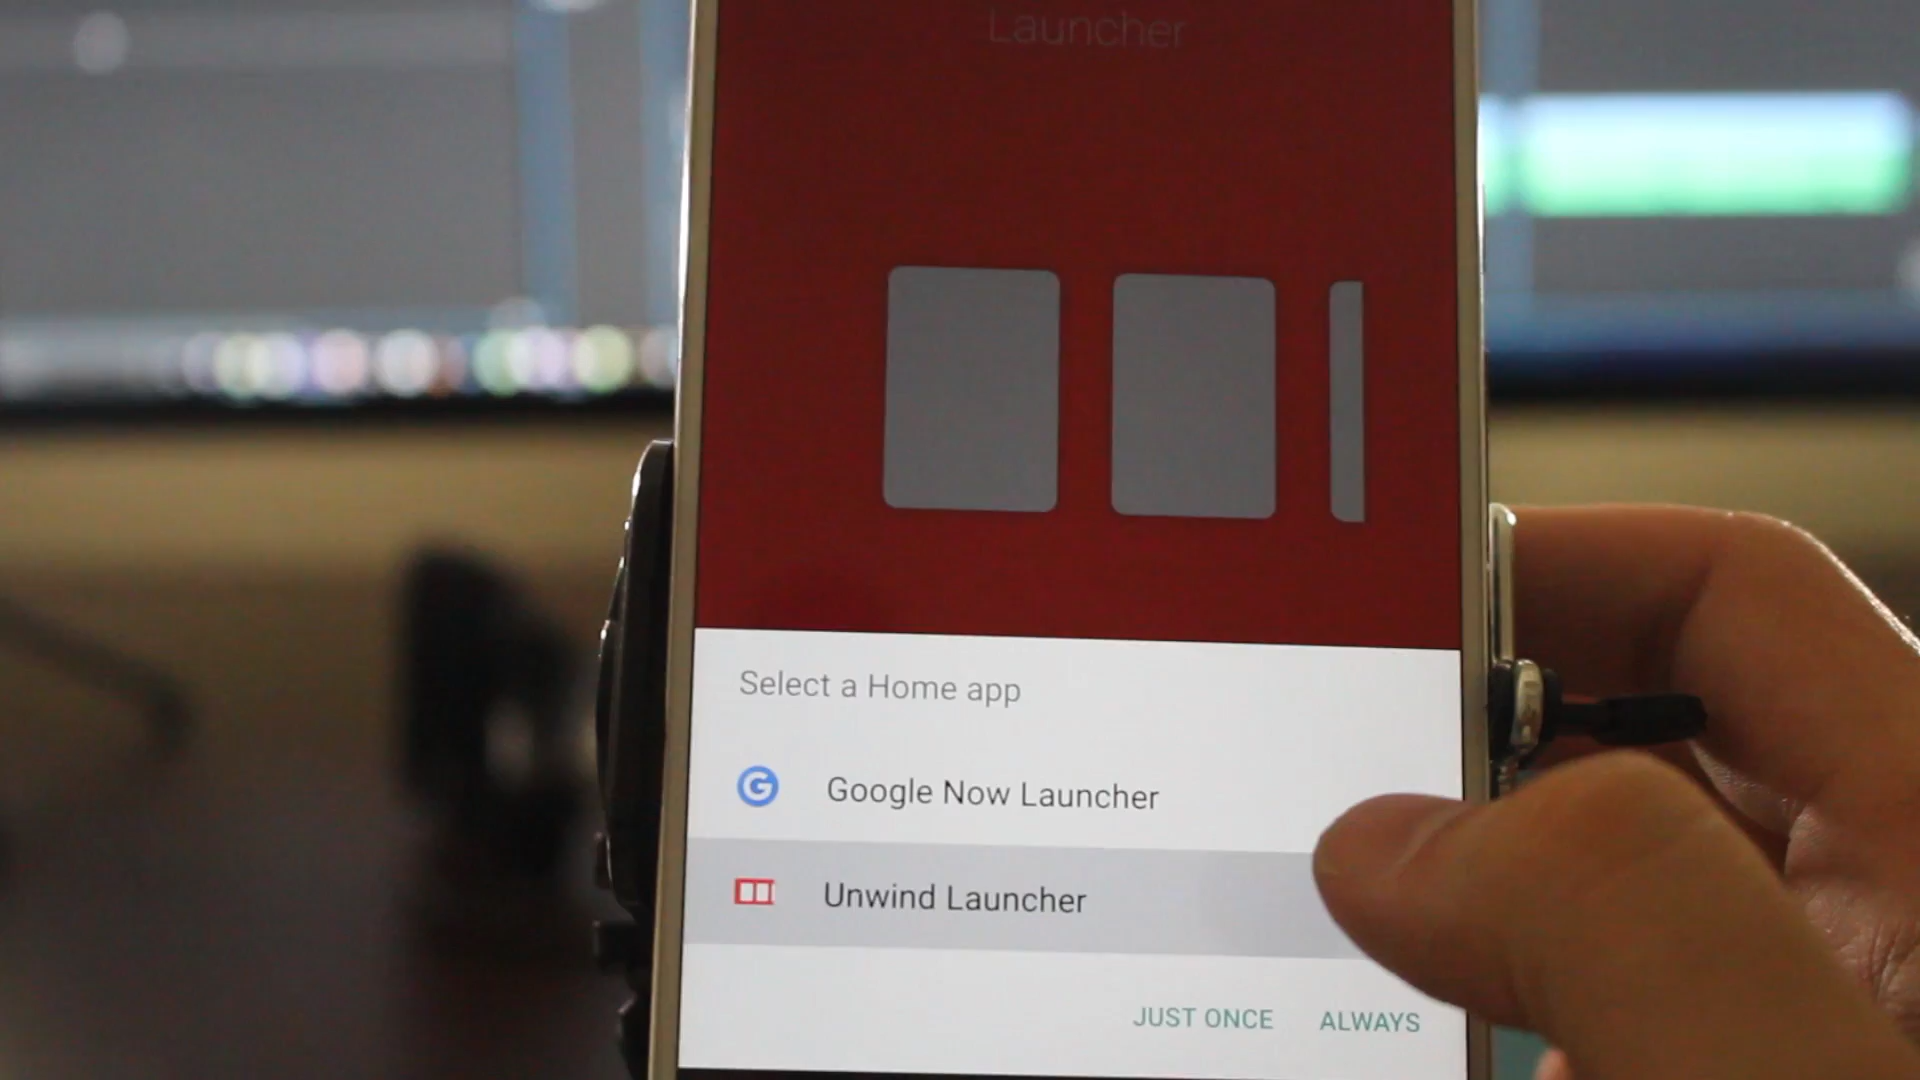 Launcher
Select a Home app
Google Now Launcher
Unwind Launcher
JUST ONCE ALWAYS